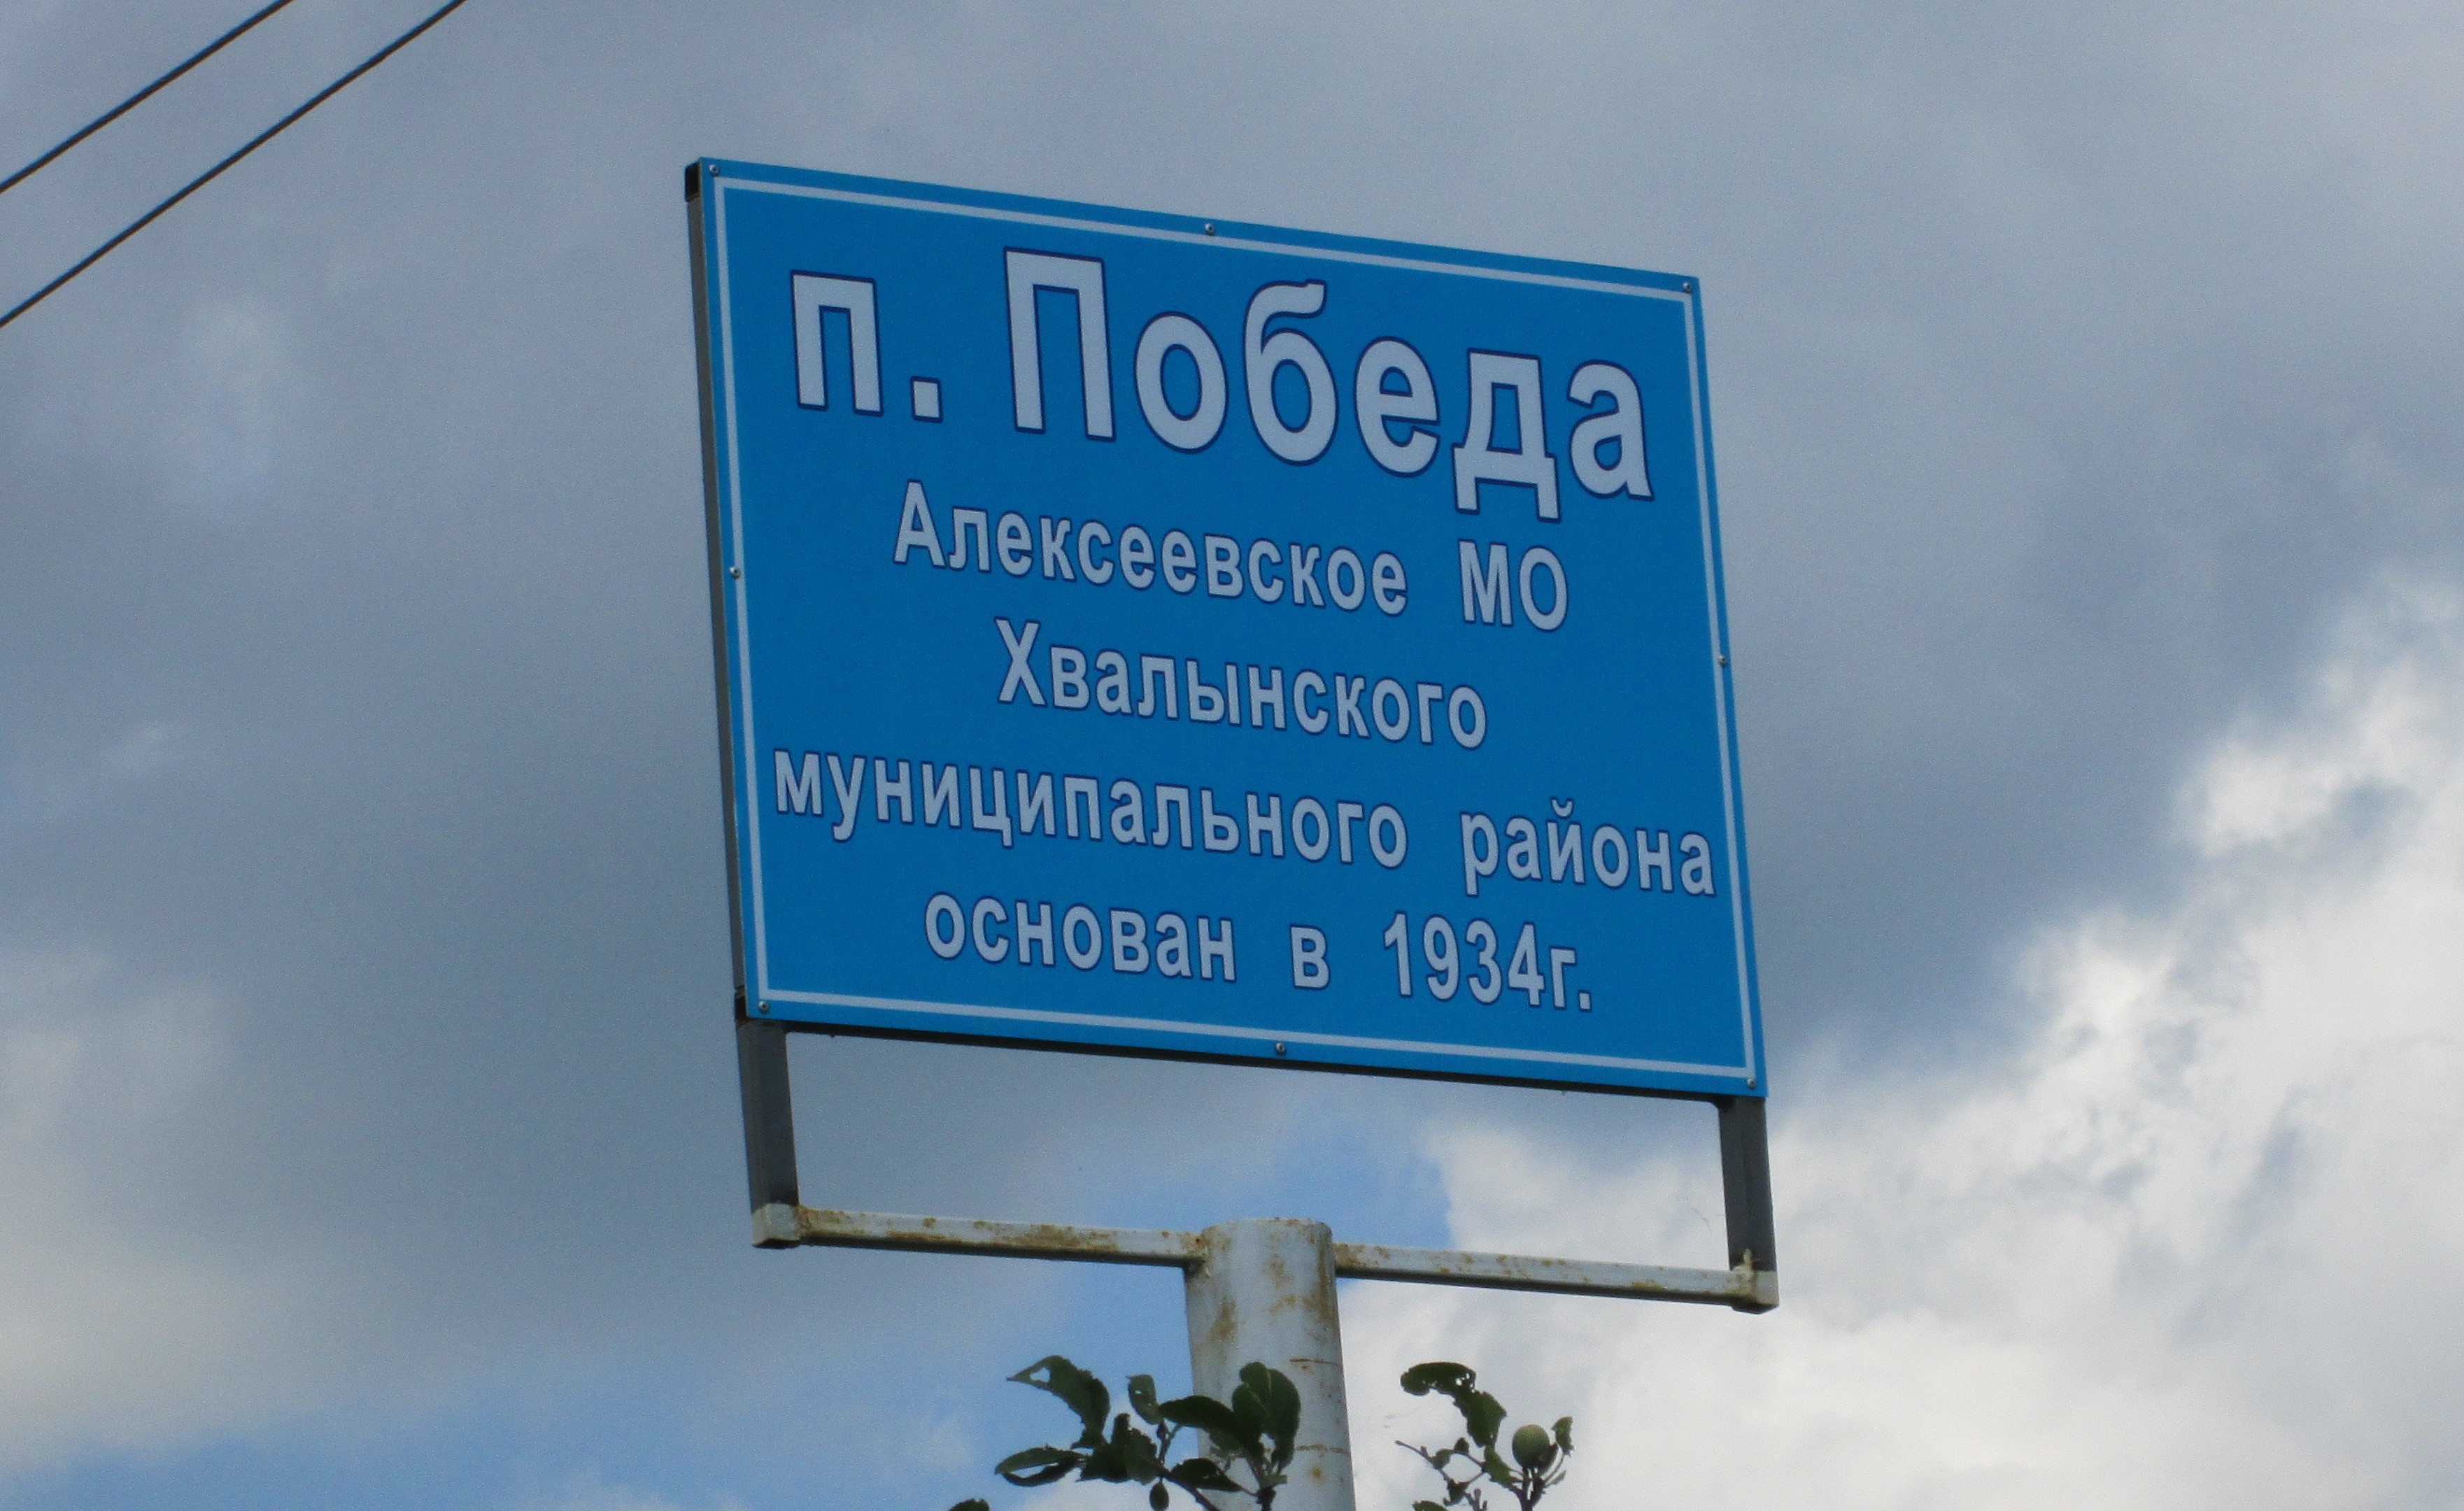 п. Победа
Алексеевское МО
Хвалынского
муниципального района
основан в 1934г.